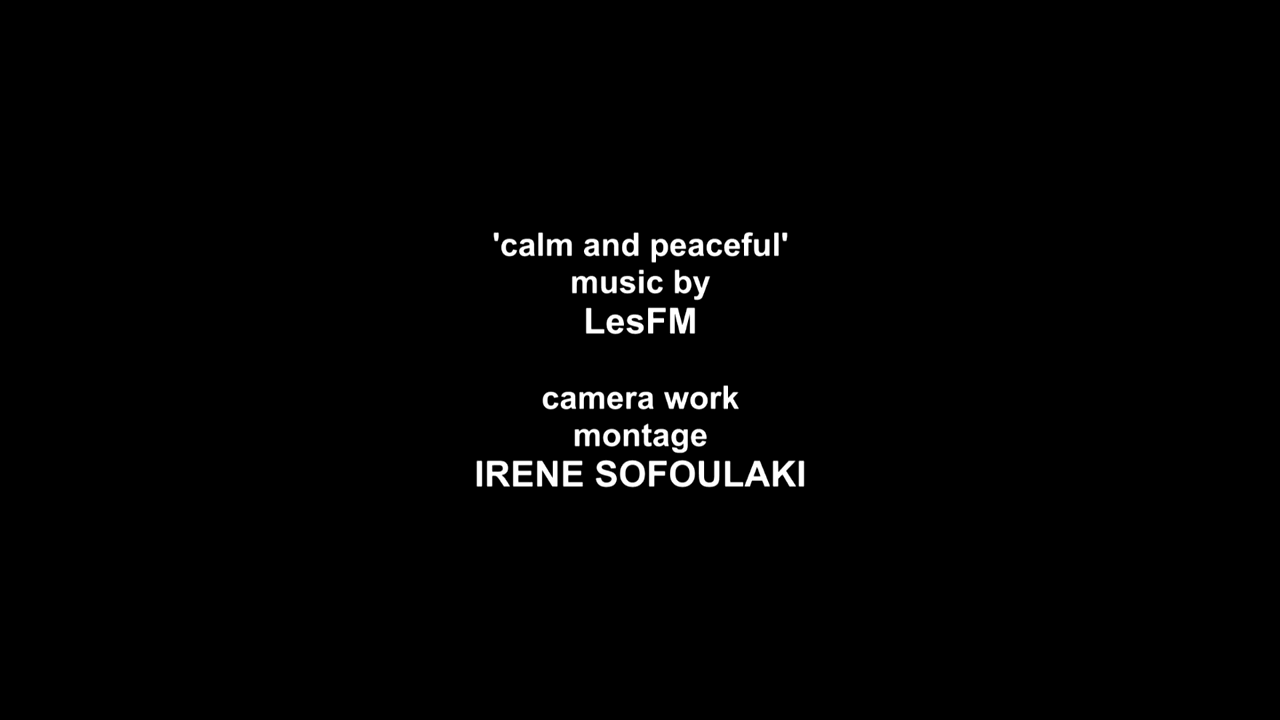 'calm and peaceful'
music by
LesFM
camera work
montage
IRENE SOFOULAKI